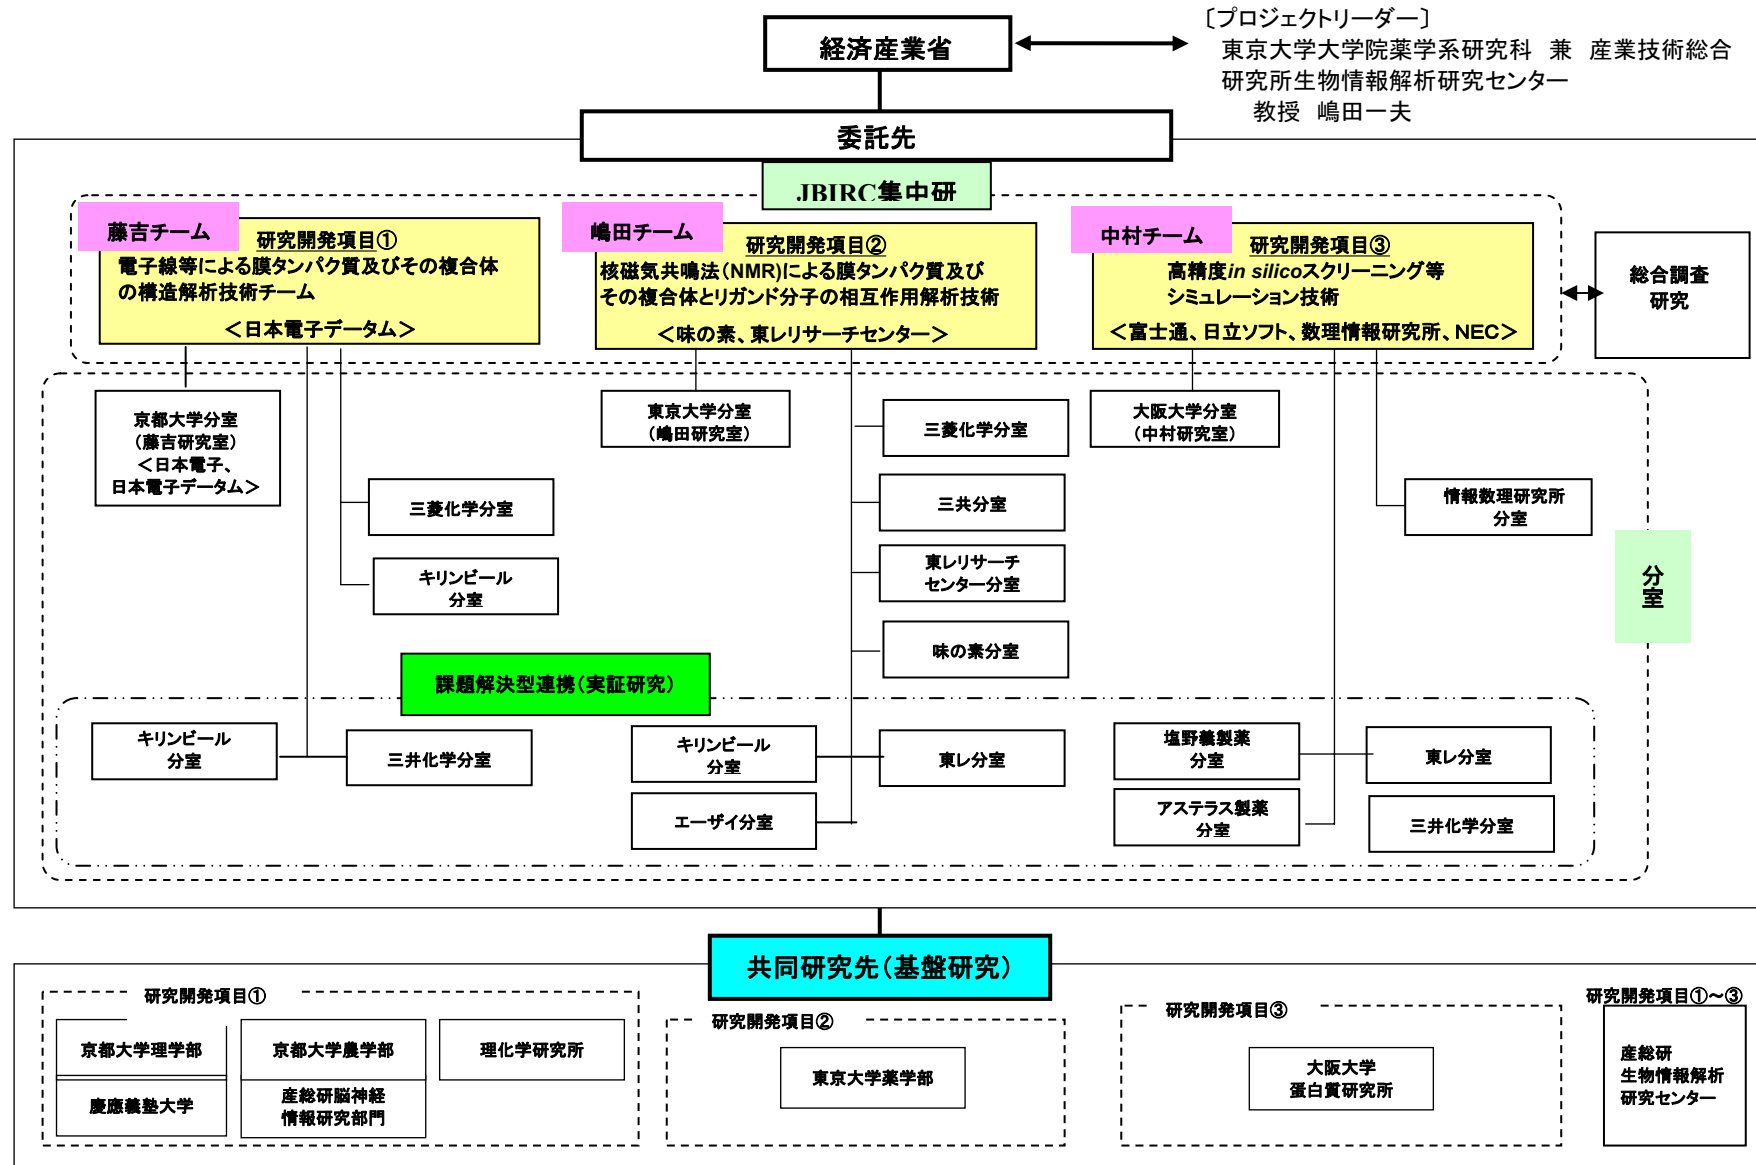 経済産業省
〔プロジェクトリーダー〕
東京大学大学院薬学系研究科 兼 産業技術総合
研究所生物情報解析研究センター
教授 嶋田一夫
委託先
JBIRC集中研
藤吉チーム
研究開発項目①
電子線等による膜タンパク質及びその複合体
の構造解析技術チーム
＜日本電子データム＞
嶋田チーム
研究開発項目②
核磁気共鳴法(NMR)による膜タンパク質及び
その複合体とリガンド分子の相互作用解析技術
＜味の素、東レリサーチセンター＞
中村チーム
研究開発項目③
高精度in silicoスクリーニング等
シミュレーション技術
＜富士通、日立ソフト、数理情報研究所、NEC＞
総合調査
研究
京都大学分室
(藤吉研究室)
＜日本電子、
日本電子データム＞
三菱化学分室
キリンビール
分室
東京大学分室
(嶋田研究室)
三菱化学分室
三共分室
東レリサーチ
センター分室
味の素分室
大阪大学分室
(中村研究室)
情報数理研究所
分室
分
室
課題解決型連携(実証研究)
キリンビール
分室
三井化学分室
キリンビール
分室
東レ分室
エーザイ分室
塩野義製薬
分室
東レ分室
アステラス製薬
分室
三井化学分室
共同研究先(基盤研究)
研究開発項目①
京都大学理学部
京都大学農学部
理化学研究所
慶應義塾大学
産総研脳神経
情報研究部門
研究開発項目②
東京大学薬学部
研究開発項目③
大阪大学
蛋白質研究所
研究開発項目①～③
産総研
生物情報解析
研究センター